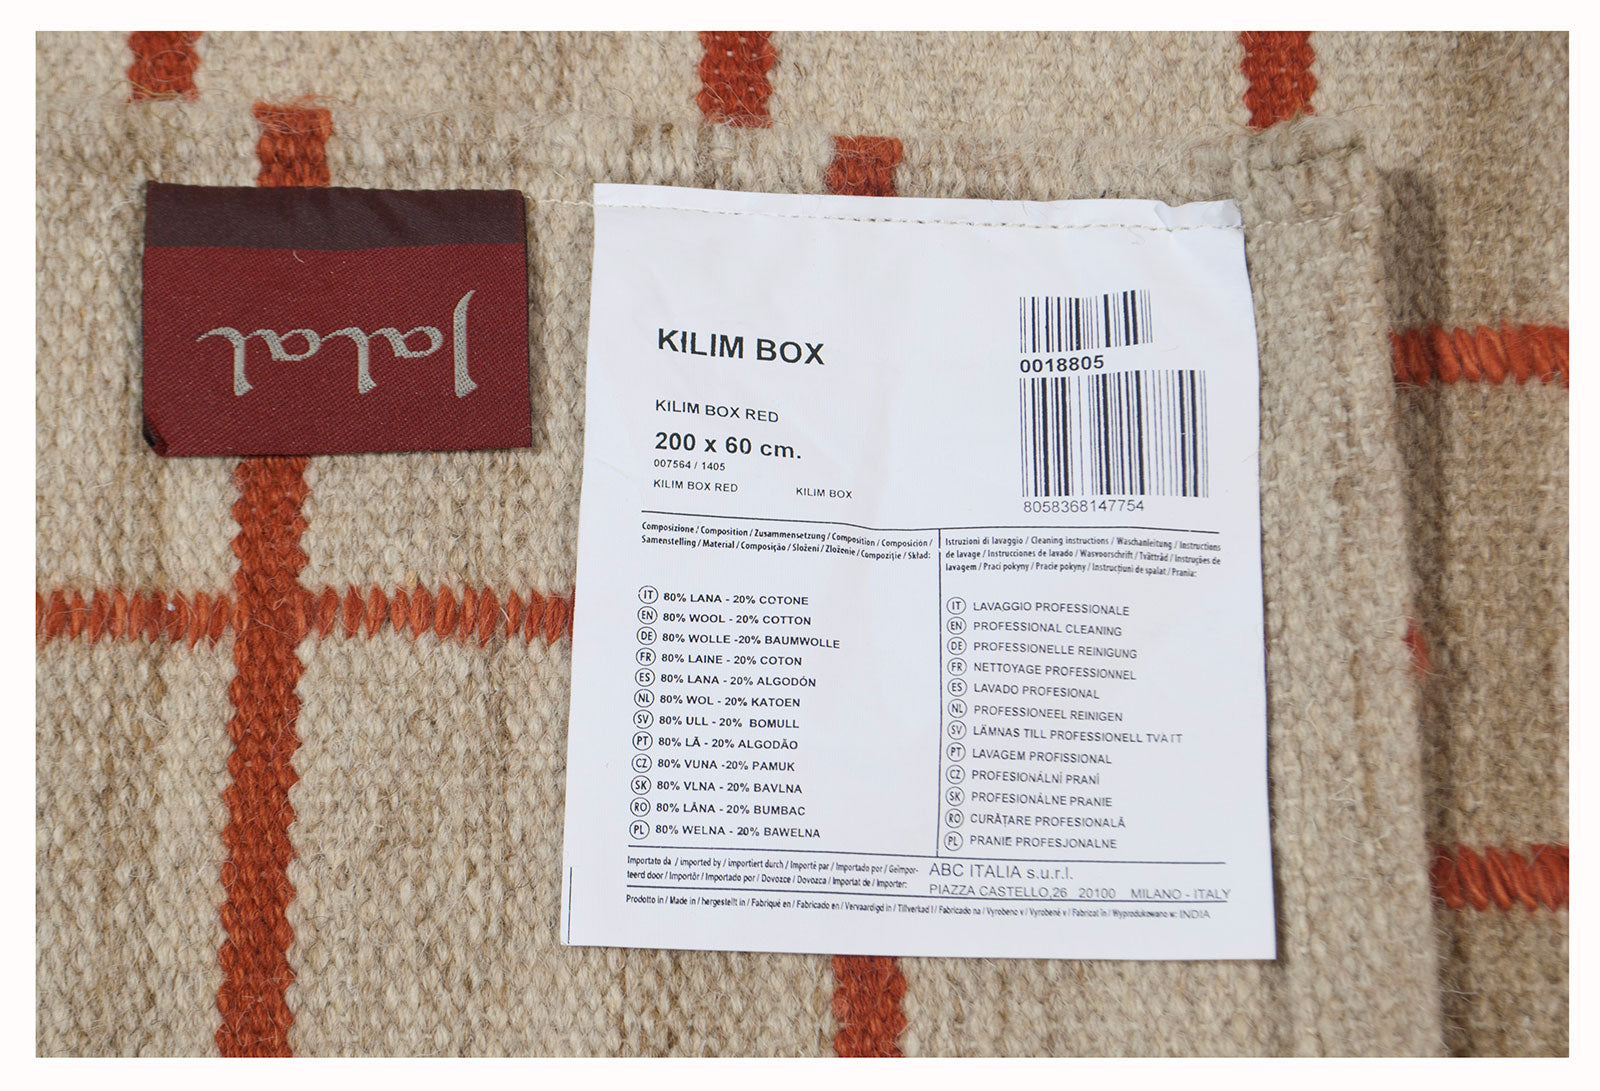 Jalal
KILIM BOX
KILIM BOX RED
200 x 60 cm.
007564 / 1405
KILIM BOX RED KILIM BOX
0018805
8058368147754
Composizione / Composition / Zusammensetzung / Composition / Composición /
Samenstelling / Material / Composição / Složení / Zloženie / Compoziţie / Skład:
IT 80% LANA - 20% COTONE
EN 80% WOOL - 20% COTTON
DE 80% WOLLE -20% BAUMWOLLE
FR 80% LAINE - 20% COTON
ES 80% LANA - 20% ALGODÓN
NL 80% WOL - 20% KATOEN
SV 80% ULL - 20% BOMULL
PT 80% LÃ - 20% ALGODÃO
CZ 80% VUNA -20% PAMUK
SK 80% VLNA - 20% BAVLNA
RO 80% LÂNA - 20% BUMBAC
PL 80% WELNA - 20% BAWELNA
Istruzioni di lavaggio / Cleaning instructions / Waschanleitung / Instructions
de lavage / Instrucciones de lavado / Wasvoorschrift / Tvättråd / Instruções de
lavagem / Praci pokyny / Pracie pokyny / Instrucţiuni de spalat / Prania:
IT LAVAGGIO PROFESSIONALE
EN PROFESSIONAL CLEANING
DE PROFESSIONELLE REINIGUNG
FR NETTOYAGE PROFESSIONNEL
ES LAVADO PROFESIONAL
NL PROFESSIONEEL REINIGEN
SV LÄMNAS TILL PROFESSIONELL TVÄTT
PT LAVAGEM PROFISSIONAL
CZ PROFESIONÁLNÍ PRANÍ
SK PROFESIONÁLNE PRANIE
RO CURĂŢARE PROFESIONALĂ
PL PRANIE PROFESJONALNE
Importato da / imported by / importiert durch / Importé par / Importado por / Geïmpor-
teerd door / Importör / Importado por / Dovozce / Dovozca / Importat de / Importer:
ABC ITALIA s.u.r.l.
PIAZZA CASTELLO,26 20100 MILANO - ITALY
Prodotto in / Made in / hergestellt in / Fabriqué en / Fabricado en / Vervaardigd in / Tillverkad I / Fabricado na / Vyrobeno v / Vyrobené v / Fabricat în / Wyprodukowano w: INDIA